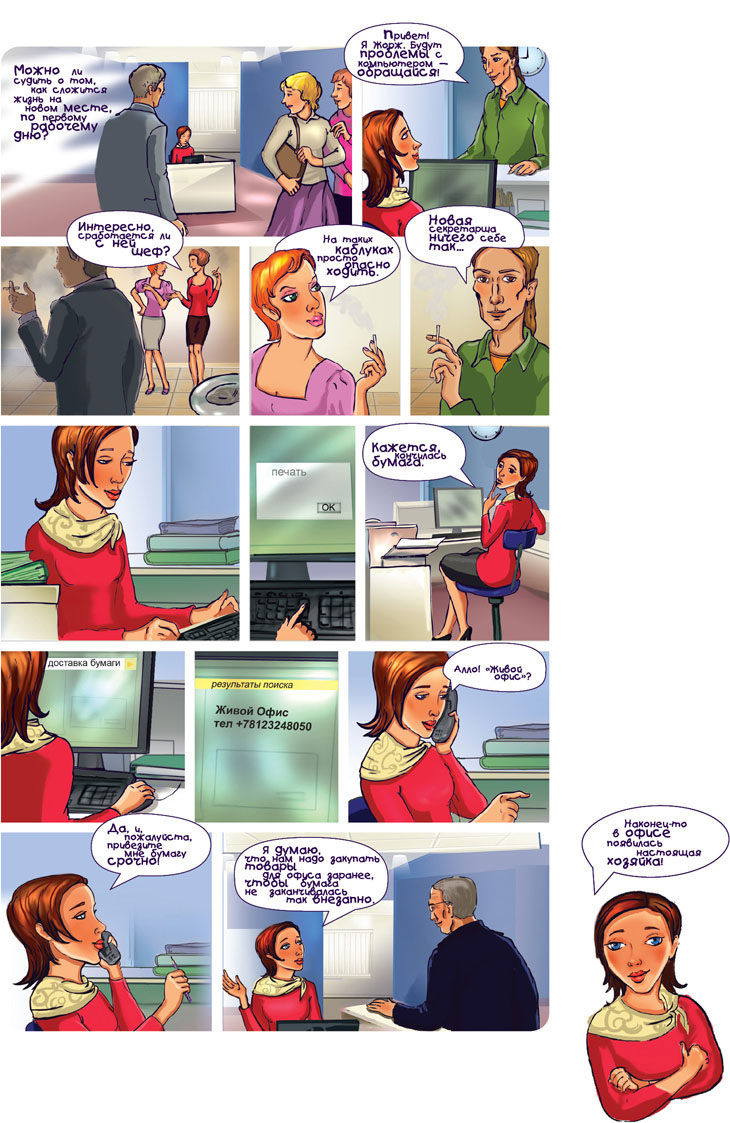 Можно ли
судить о том,
как сложится
жизнь на
новом месте,
по первому
рабочему
дню?
Привет!
Я Жорж. Будут
проблемы с
компьютером —
обращайся!
Интересно,
сработается ли
с ней
шеф?
На таких
каблуках
просто
опасно
ходить.
Новая
секретарша
ничего себе
так...
печать
OK
Кажется,
кончилась
бумага.
доставка бумаги
результаты поиска
Живой Офис
тел +78123248050
Алло! «Живой
офис»?
Да, и,
пожалуйста,
привезите
мне бумагу
срочно!
Я думаю,
что нам надо закупать
товары
для офиса заранее,
чтобы бумага
не заканчивалась
так внезапно.
Наконец-то
в офисе
появилась
настоящая
хозяйка!